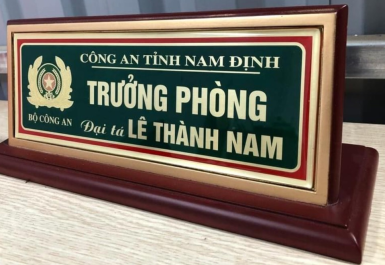 CÔNG AN TỈNH NAM ĐỊNH
TRƯỞNG PHÒNG
BỘ CÔNG AN
Đại tá LÊ THÀNH NAM